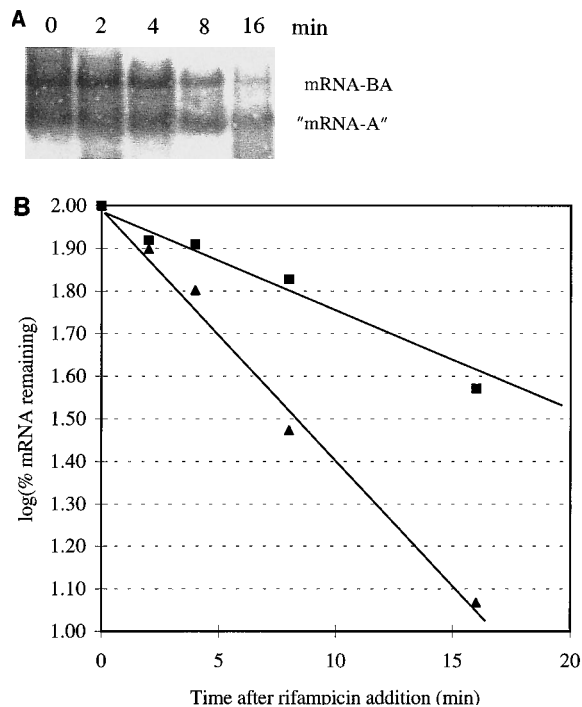 A 0 2 4 8 16 min
mRNA-BA
"mRNA-A"
B
2.00
1.90
1.80
1.70
1.60
1.50
1.40
1.30
1.20
1.10
1.00
log(% mRNA remaining)
0 5 10 15 20
Time after rifampicin addition (min)